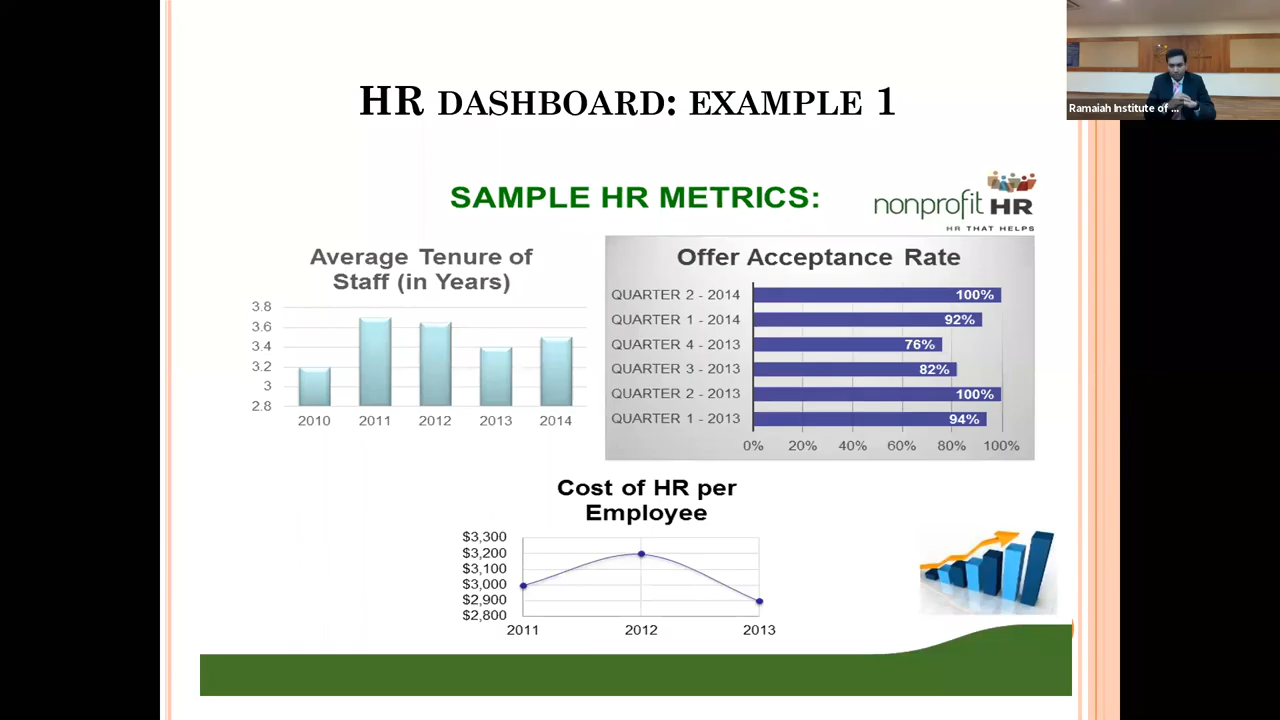 HR DASHBOARD: EXAMPLE 1
Ramaiah Institute of ...
SAMPLE HR METRICS:
nonprofit HR
HR THAT HELPS
Average Tenure of
Staff (in Years)
3.8
3.6
3.4
3.2
3
2.8
2010 2011 2012 2013 2014
Offer Acceptance Rate
QUARTER 2 - 2014 100%
QUARTER 1 - 2014 92%
QUARTER 4 - 2013 76%
QUARTER 3 - 2013 82%
QUARTER 2 - 2013 100%
QUARTER 1 - 2013 94%
0% 20% 40% 60% 80% 100%
Cost of HR per
Employee
$3,300
$3,200
$3,100
$3,000
$2,900
$2,800
2011 2012 2013